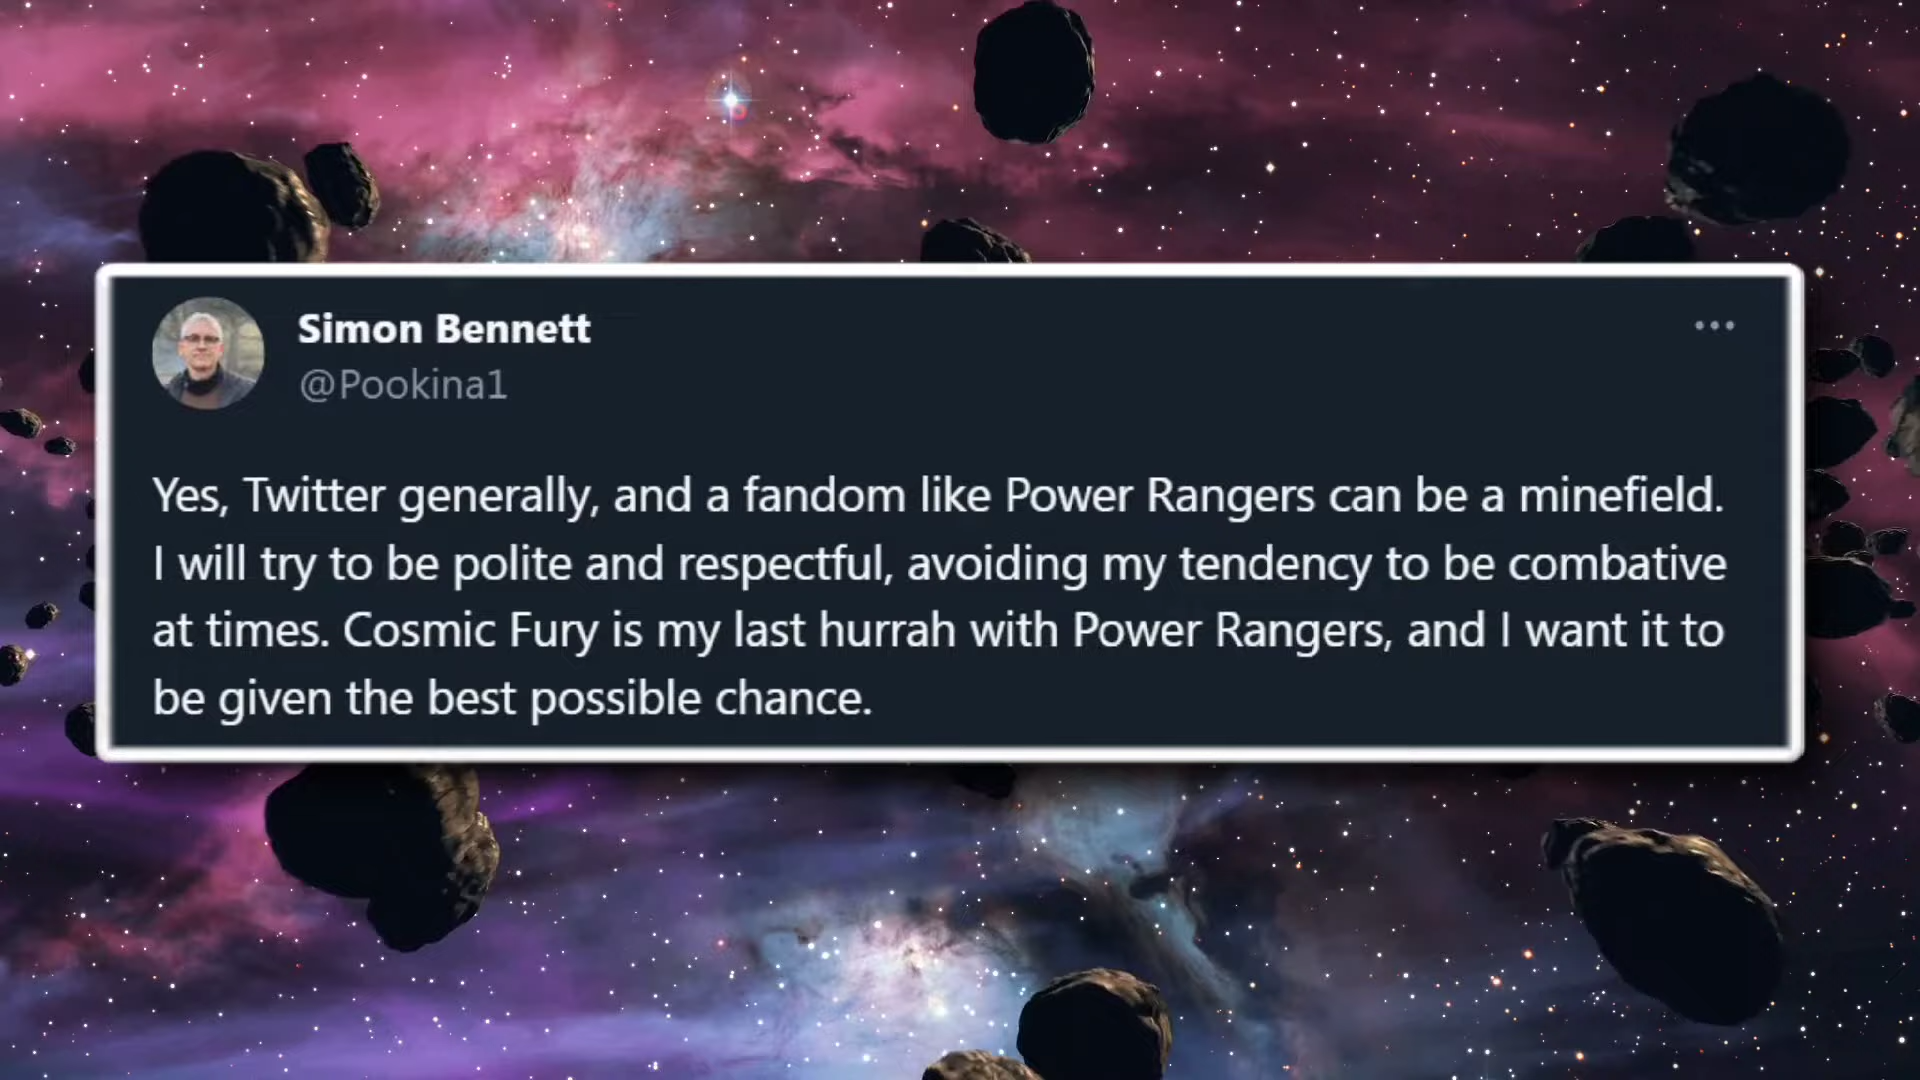 Simon Bennett
@Pookina1
Yes, Twitter generally, and a fandom like Power Rangers can be a minefield.
I will try to be polite and respectful, avoiding my tendency to be combative
at times. Cosmic Fury is my last hurrah with Power Rangers, and I want it to
be given the best possible chance.